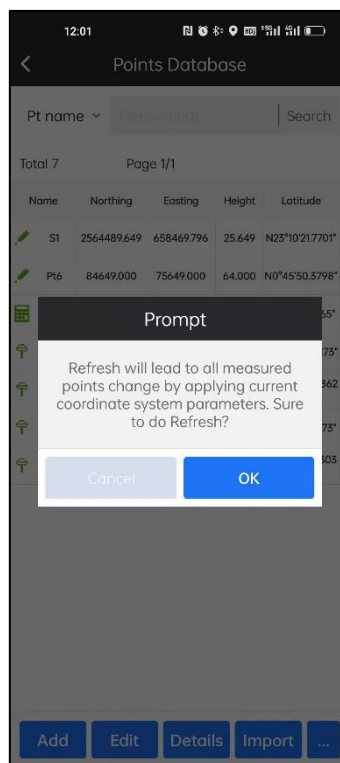 12:01
Points Database
Pt name Please input Search
Total 7 Page 1/1
Name Northing Easting Height Latitude
S1 2564489.649 658469.796 25.649 N23°10'21.7701"
Pt6 84649.000 75649.000 64.000 N0°45'50.3798"
Prompt
Refresh will lead to all measured
points change by applying current
coordinate system parameters. Sure
to do Refresh?
Cancel OK
Add Edit Details Import ...